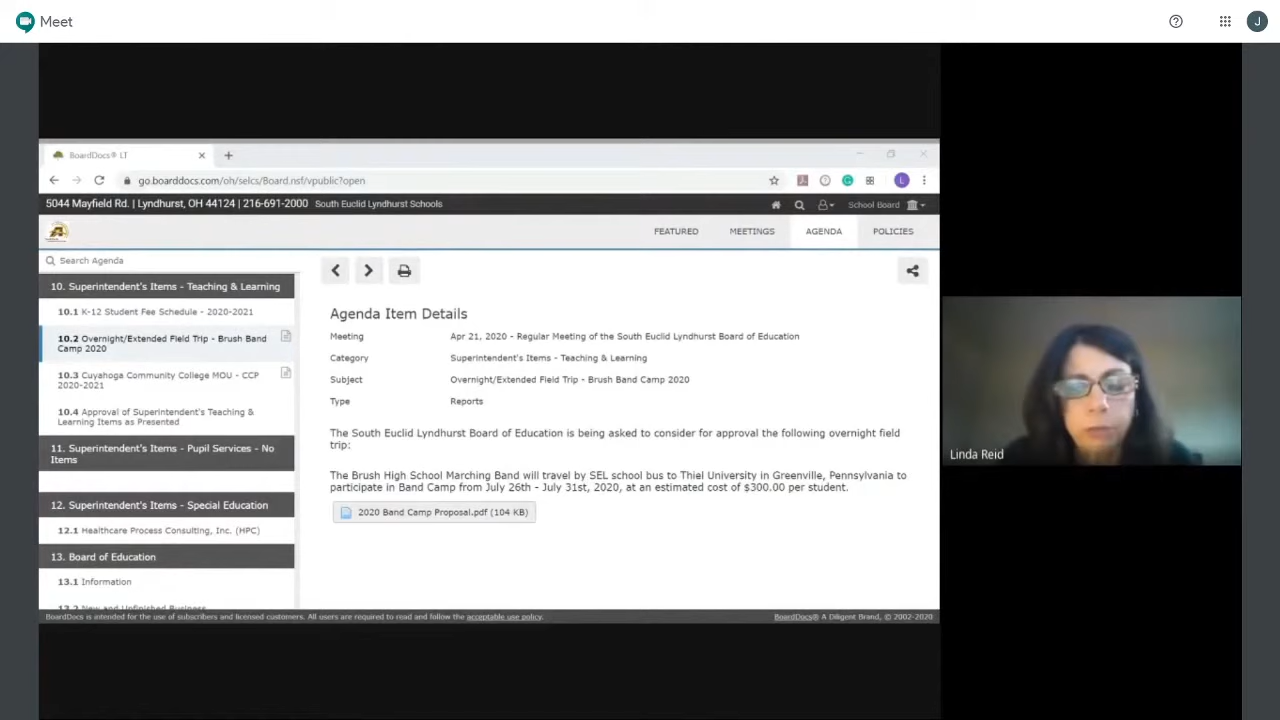 Meet
J
BoardDocs® LT
go.boarddocs.com/oh/selcs/Board.nsf/vpublic?open
L
5044 Mayfield Rd. | Lyndhurst, OH 44124 | 216-691-2000 South Euclid Lyndhurst Schools
School Board
FEATURED MEETINGS AGENDA POLICIES
Search Agenda
10. Superintendent's Items - Teaching & Learning
10.1 K-12 Student Fee Schedule - 2020-2021
10.2 Overnight/Extended Field Trip - Brush Band
Camp 2020
10.3 Cuyahoga Community College MOU - CCP
2020-2021
10.4 Approval of Superintendent's Teaching &
Learning Items as Presented
11. Superintendent's Items - Pupil Services - No
Items
12. Superintendent's Items - Special Education
12.1 Healthcare Process Consulting, Inc. (HPC)
13. Board of Education
13.1 Information
13.2 New and Unfinished Business
Agenda Item Details
Meeting Apr 21, 2020 - Regular Meeting of the South Euclid Lyndhurst Board of Education
Category Superintendent's Items - Teaching & Learning
Subject Overnight/Extended Field Trip - Brush Band Camp 2020
Type Reports
The South Euclid Lyndhurst Board of Education is being asked to consider for approval the following overnight field
trip:
The Brush High School Marching Band will travel by SEL school bus to Thiel University in Greenville, Pennsylvania to
participate in Band Camp from July 26th - July 31st, 2020, at an estimated cost of $300.00 per student.
2020 Band Camp Proposal.pdf (104 KB)
BoardDocs is intended for the use of subscribers and licensed customers. All users are required to read and follow the acceptable use policy.
BoardDocs® A Diligent Brand, © 2002-2020
Linda Reid